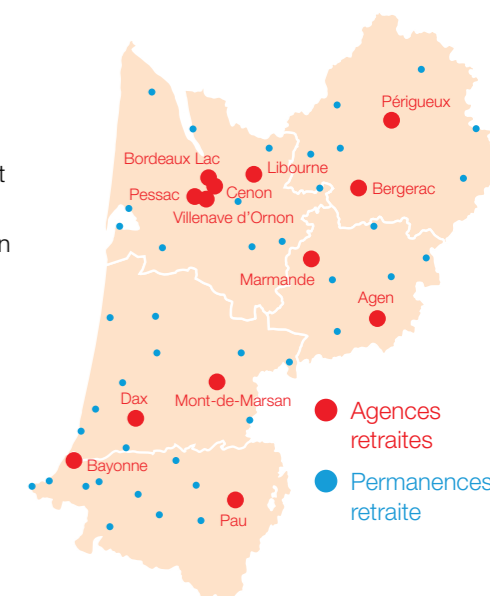 t
n
Périgueux
Bordeaux Lac
Libourne
Cenon
Pessac
Bergerac
Villenave d’Ornon
Marmande
Agen
Mont-de-Marsan
Dax
Bayonne
Pau
Agences
retraites
Permanences
retraite